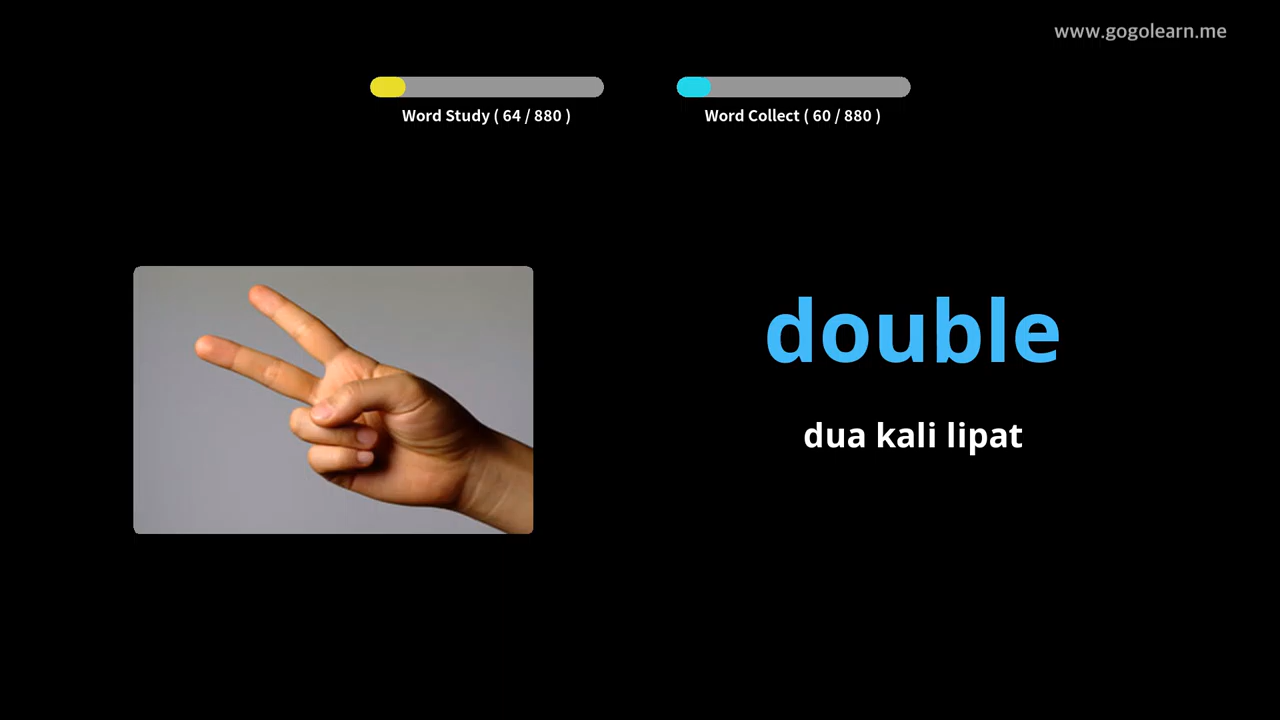 www.gogolearn.me
Word Study ( 64 / 880 )
Word Collect ( 60 / 880 )
double
dua kali lipat